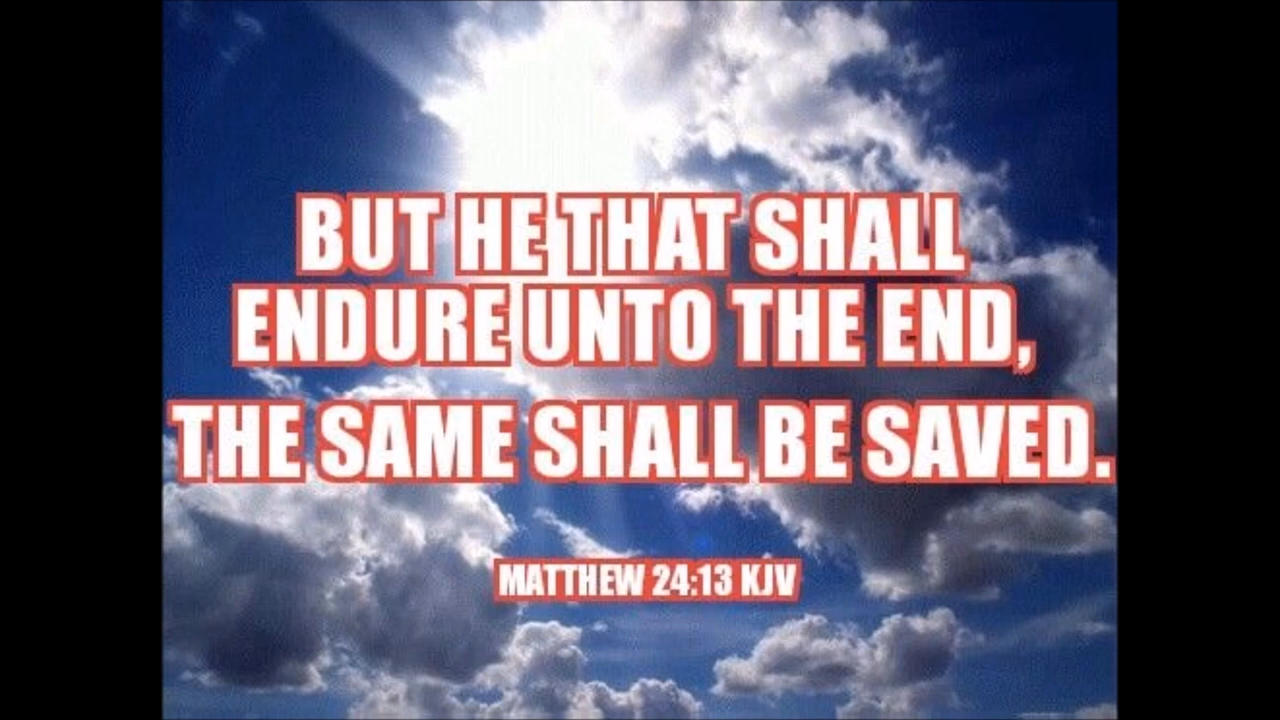 BUT HE THAT SHALL
ENDURE UNTO THE END,
THE SAME SHALL BE SAVED.
MATTHEW 24:13 KJV